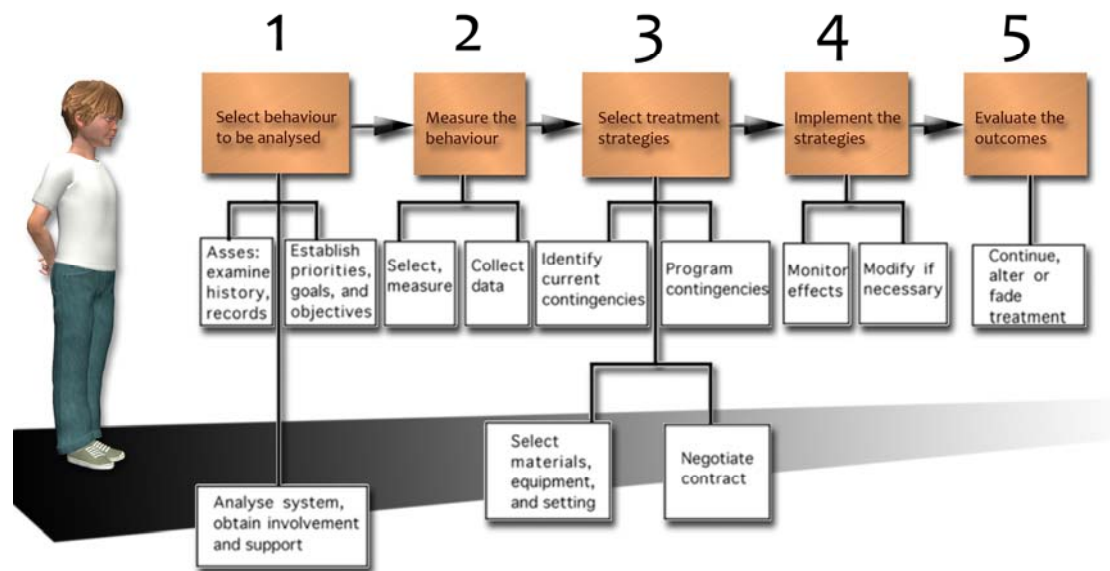 1
2
3
4
5
Select behaviour
to be analysed
Measure the
behaviour
Select treatment
strategies
Implement the
strategies
Evaluate the
outcomes
Asses:
examine
history,
records
Establish
priorities,
goals, and
objectives
Select,
measure
Collect
data
Identify
current
contingencies
Program
contingencies
Monitor
effects
Modify if
necessary
Continue,
alter or
fade
treatment
Select
materials,
equipment,
and setting
Negotiate
contract
Analyse system,
obtain involvement
and support